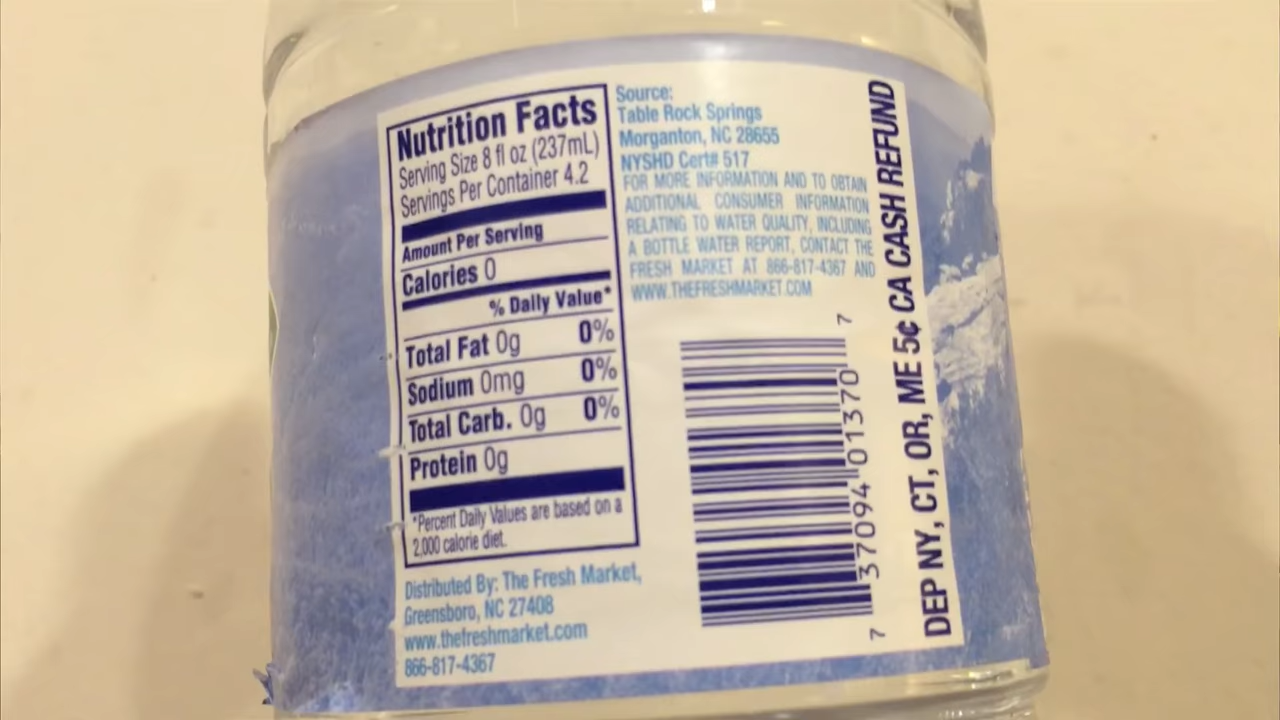 Nutrition Facts
Serving Size 8 fl oz (237mL)
Servings Per Container 4.2
Amount Per Serving
Calories 0
% Daily Value*
Total Fat 0g 0%
Sodium 0mg 0%
Total Carb. 0g 0%
Protein 0g
*Percent Daily Values are based on a
2,000 calorie diet.
Distributed By: The Fresh Market,
Greensboro, NC 27408
www.thefreshmarket.com
866-817-4367
Source:
Table Rock Springs
Morganton, NC 28655
NYSHD Cert# 517
FOR MORE INFORMATION AND TO OBTAIN
ADDITIONAL CONSUMER INFORMATION
RELATING TO WATER QUALITY, INCLUDING
A BOTTLE WATER REPORT, CONTACT THE
FRESH MARKET AT 866-817-4367 AND
WWW.THEFRESHMARKET.COM
7 37094 01370 7
DEP NY, CT, OR, ME 5¢ CA CASH REFUND